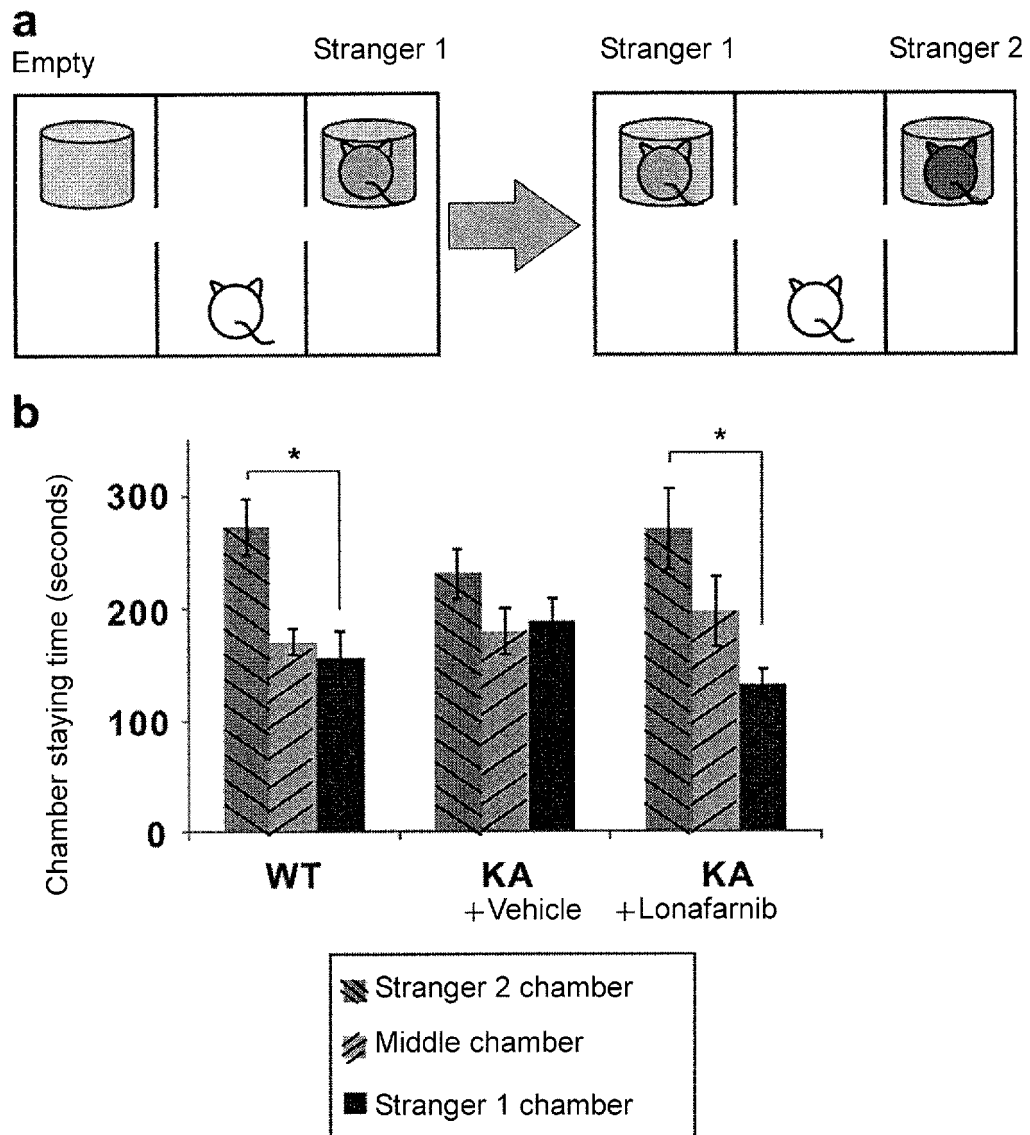 a
Empty Stranger 1 Stranger 1 Stranger 2
b
Chamber staying time (seconds)
300
200
100
0
* *
WT KA KA
+Vehicle +Lonafarnib
Stranger 2 chamber
Middle chamber
Stranger 1 chamber